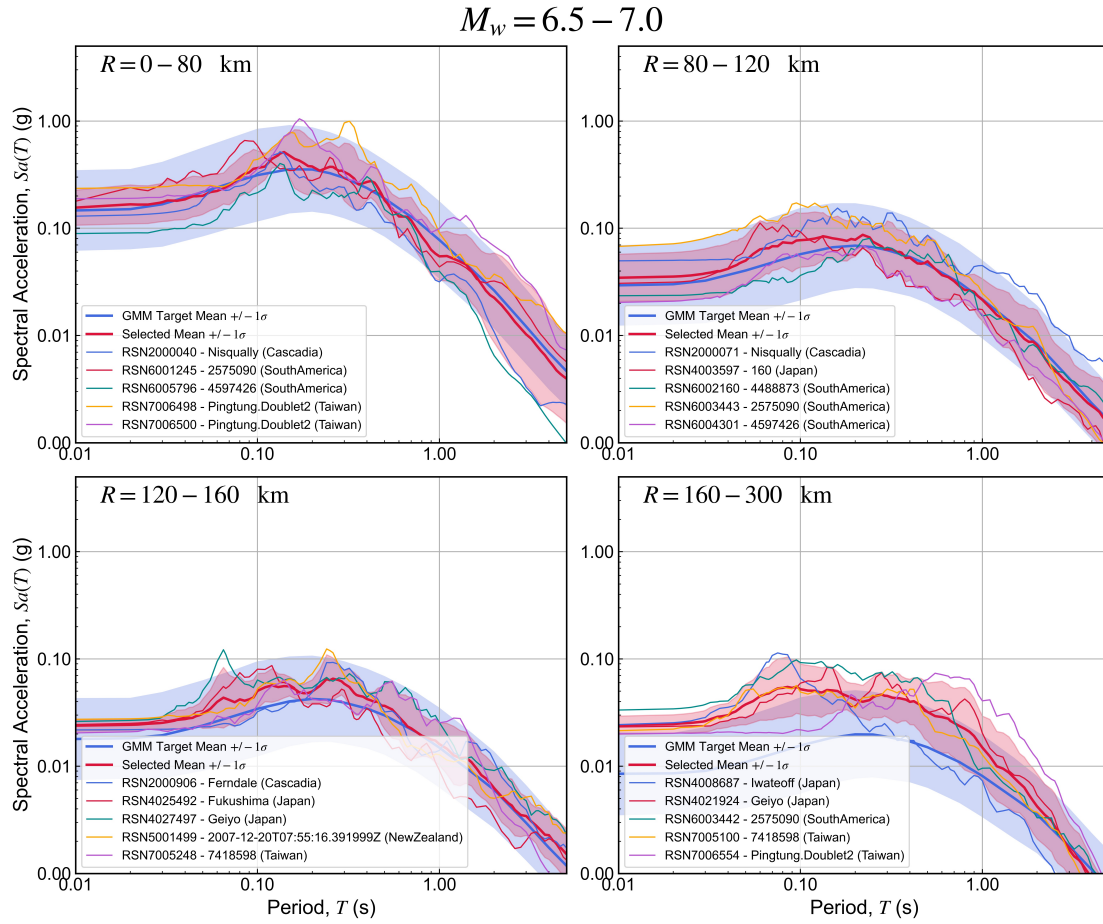 M_w = 6.5 − 7.0
R = 0 − 80 km
Spectral Acceleration, Sa(T) (g)
1.00
0.10
0.01
0.00
GMM Target Mean +/− 1σ
Selected Mean +/− 1σ
RSN2000040 - Nisqually (Cascadia)
RSN6001245 - 2575090 (SouthAmerica)
RSN6005796 - 4597426 (SouthAmerica)
RSN7006498 - Pingtung.Doublet2 (Taiwan)
RSN7006500 - Pingtung.Doublet2 (Taiwan)
0.01 0.10 1.00
R = 80 − 120 km
1.00
0.10
0.01
0.00
GMM Target Mean +/− 1σ
Selected Mean +/− 1σ
RSN2000071 - Nisqually (Cascadia)
RSN4003597 - 160 (Japan)
RSN6002160 - 4488873 (SouthAmerica)
RSN6003443 - 2575090 (SouthAmerica)
RSN6004301 - 4597426 (SouthAmerica)
0.01 0.10 1.00
R = 120 − 160 km
Spectral Acceleration, Sa(T) (g)
1.00
0.10
0.01
0.00
GMM Target Mean +/− 1σ
Selected Mean +/− 1σ
RSN2000906 - Ferndale (Cascadia)
RSN4025492 - Fukushima (Japan)
RSN4027497 - Geiyo (Japan)
RSN5001499 - 2007-12-20T07:55:16.391999Z (NewZealand)
RSN7005248 - 7418598 (Taiwan)
0.01 0.10 1.00
Period, T (s)
R = 160 − 300 km
1.00
0.10
0.01
0.00
GMM Target Mean +/− 1σ
Selected Mean +/− 1σ
RSN4008687 - Iwateoff (Japan)
RSN4021924 - Geiyo (Japan)
RSN6003442 - 2575090 (SouthAmerica)
RSN7005100 - 7418598 (Taiwan)
RSN7006554 - Pingtung.Doublet2 (Taiwan)
0.01 0.10 1.00
Period, T (s)